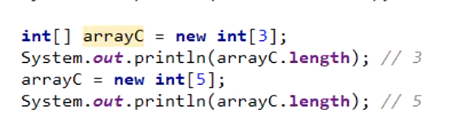 int[] arrayC = new int[3];
System.out.println(arrayC.length); // 3
arrayC = new int[5];
System.out.println(arrayC.length); // 5